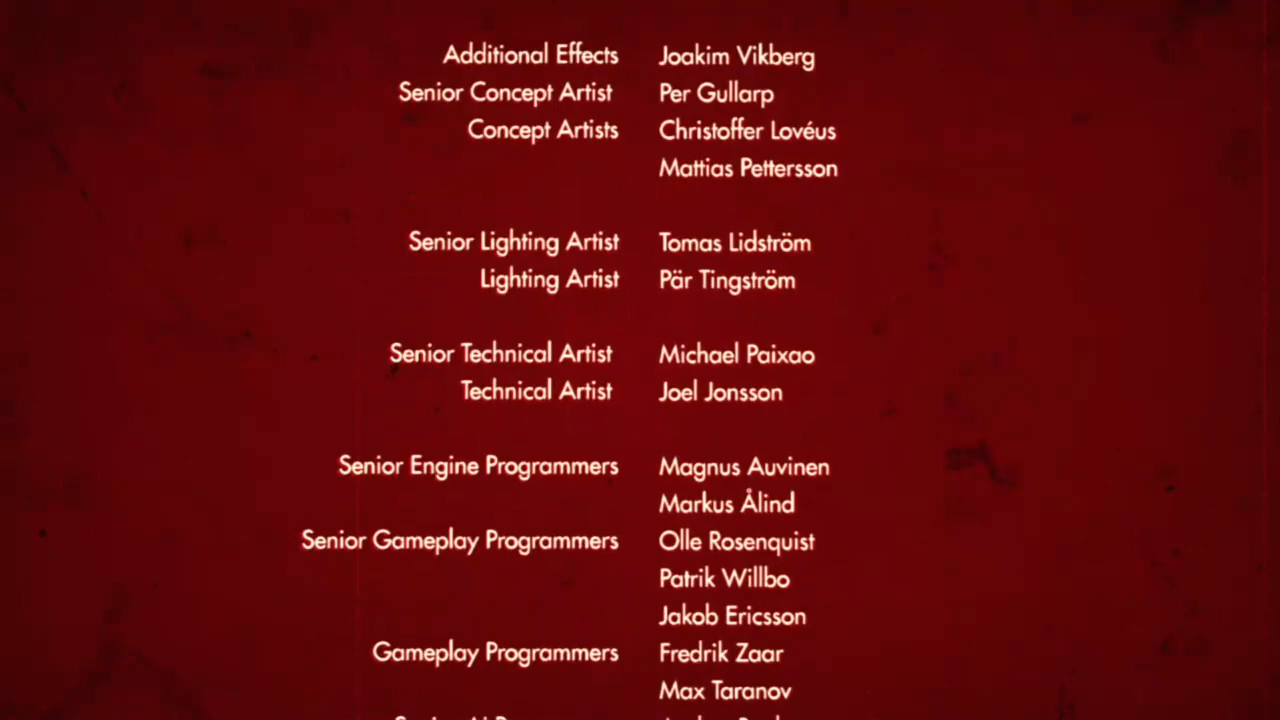 Additional Effects Joakim Vikberg
Senior Concept Artist Per Gullarp
Concept Artists Christoffer Lovéus
Mattias Pettersson
Senior Lighting Artist Tomas Lidström
Lighting Artist Pär Tingström
Senior Technical Artist Michael Paixao
Technical Artist Joel Jonsson
Senior Engine Programmers Magnus Auvinen
Markus Ålind
Senior Gameplay Programmers Olle Rosenquist
Patrik Willbo
Jakob Ericsson
Gameplay Programmers Fredrik Zaar
Max Taranov